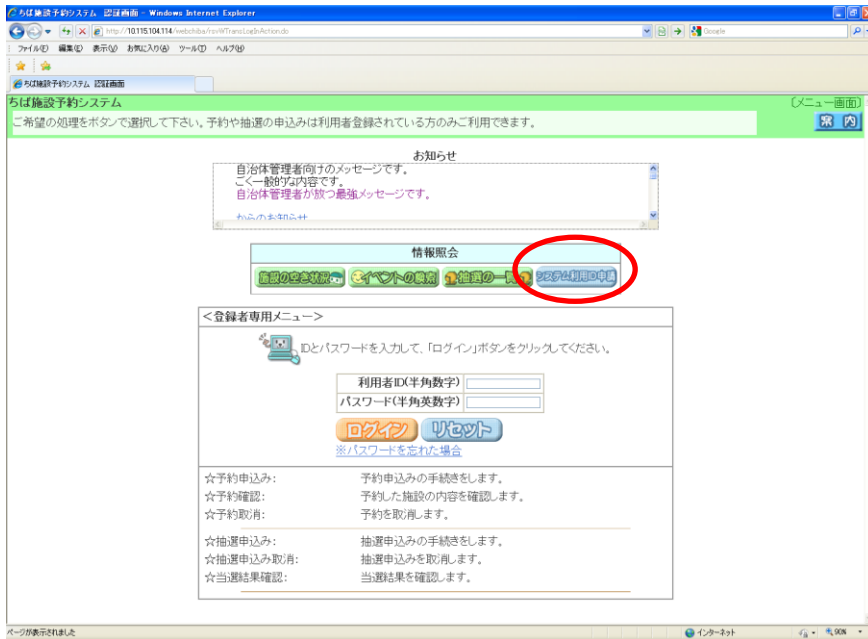 ちば施設予約システム 認証画面 - Windows Internet Explorer
http://10.115.104.114/webchiba/rsvWTransLogInAction.do
Google
ファイル(F) 編集(E) 表示(V) お気に入り(A) ツール(T) ヘルプ(H)
ちば施設予約システム 認証画面
ちば施設予約システム
(メニュー画面)
ご希望の処理をボタンで選択して下さい。予約や抽選の申込みは利用者登録されている方のみご利用できます。
案 内
お知らせ
自治体管理者向けのメッセージです。
ごく一般的な内容です。
自治体管理者が放つ最強メッセージです。
からのお知らせ
情報照会
施設の空き状況 イベントの検索 抽選の一覧 システム利用ID申請
<登録者専用メニュー>
IDとパスワードを入力して、「ログイン」ボタンをクリックしてください。
利用者ID(半角数字)
パスワード(半角英数字)
ログイン リセット
※パスワードを忘れた場合
☆予約申込み: 予約申込みの手続きをします。
☆予約確認: 予約した施設の内容を確認します。
☆予約取消: 予約を取消します。
☆抽選申込み: 抽選申込みの手続きをします。
☆抽選申込み取消: 抽選申込みを取消します。
☆当選結果確認: 当選結果を確認します。
ページが表示されました
インターネット
90%